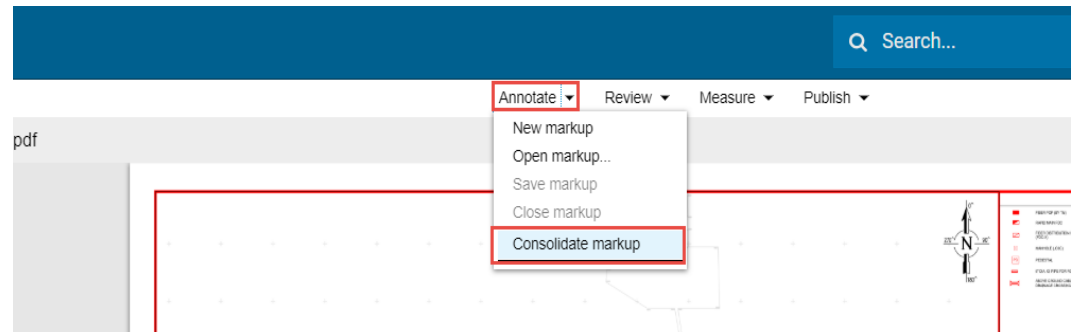 Search...
Annotate Review Measure Publish
pdf
New markup
Open markup...
Save markup
Close markup
Consolidate markup
N